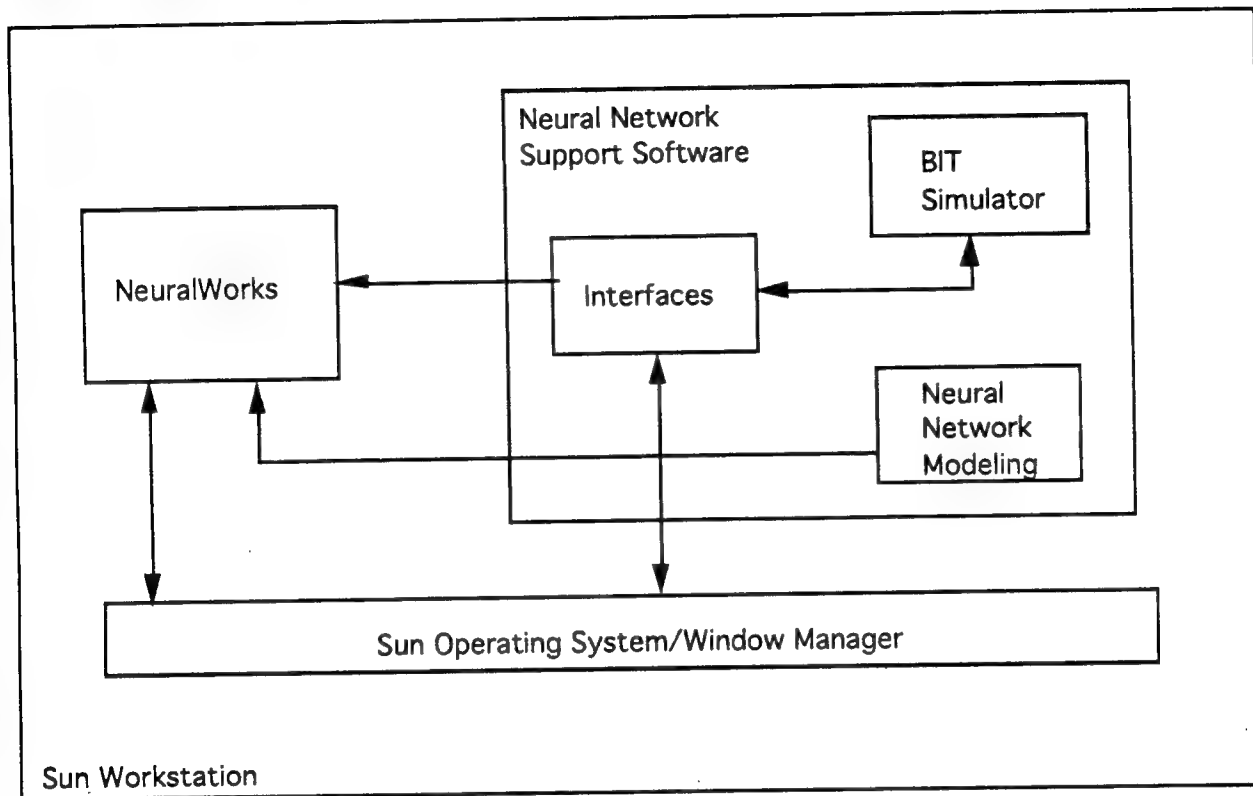 Neural Network
Support Software
BIT
Simulator
NeuralWorks
Interfaces
Neural
Network
Modeling
Sun Operating System/Window Manager
Sun Workstation